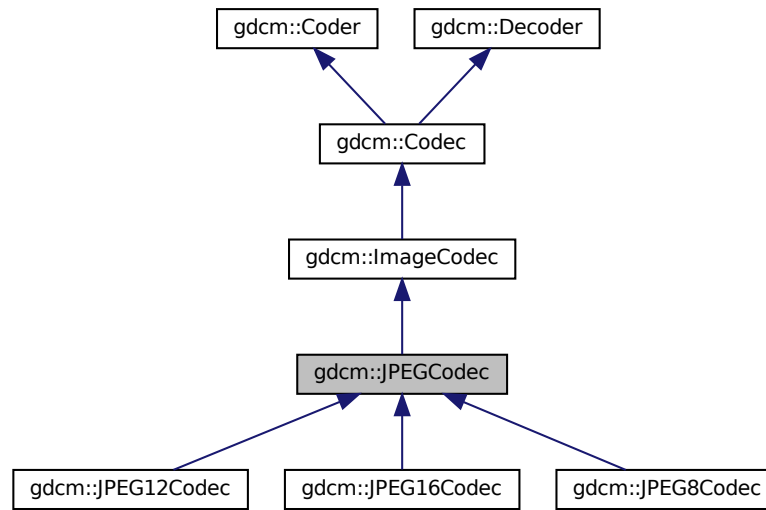 gdcm::Coder
gdcm::Decoder
gdcm::Codec
gdcm::ImageCodec
gdcm::JPEGCodec
gdcm::JPEG12Codec
gdcm::JPEG16Codec
gdcm::JPEG8Codec